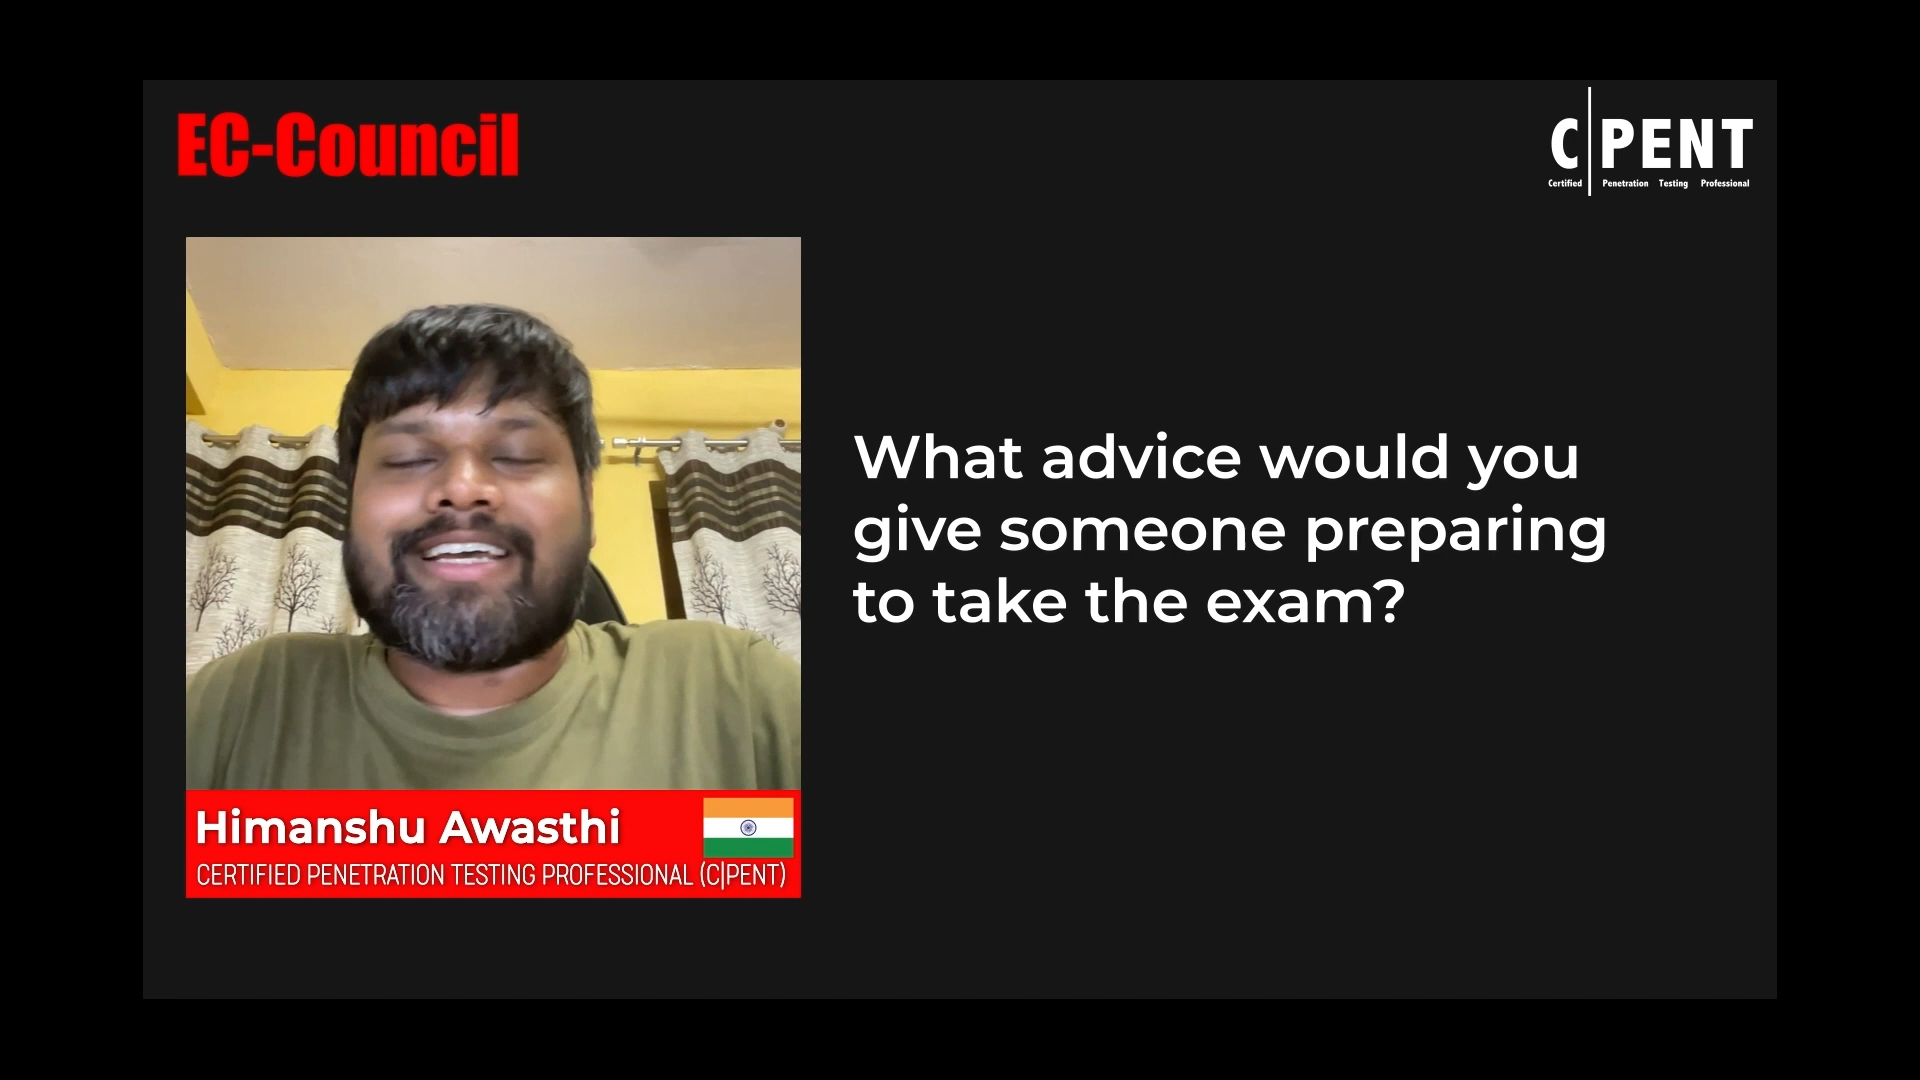 EC-Council
C|PENT
Certified Penetration Testing Professional
What advice would you
give someone preparing
to take the exam?
Himanshu Awasthi
CERTIFIED PENETRATION TESTING PROFESSIONAL (C|PENT)